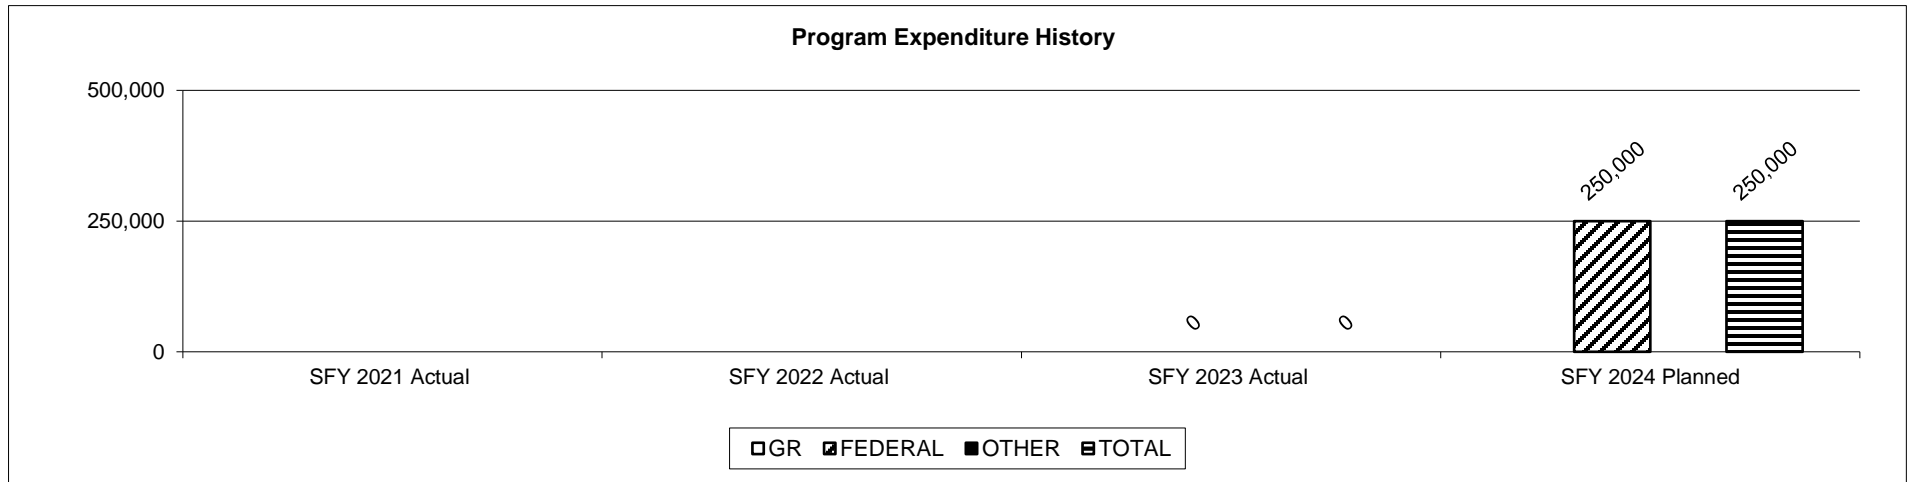 Program Expenditure History
500,000
250,000
0
0 0
250,000 250,000
SFY 2021 Actual SFY 2022 Actual SFY 2023 Actual SFY 2024 Planned
GR FEDERAL OTHER TOTAL